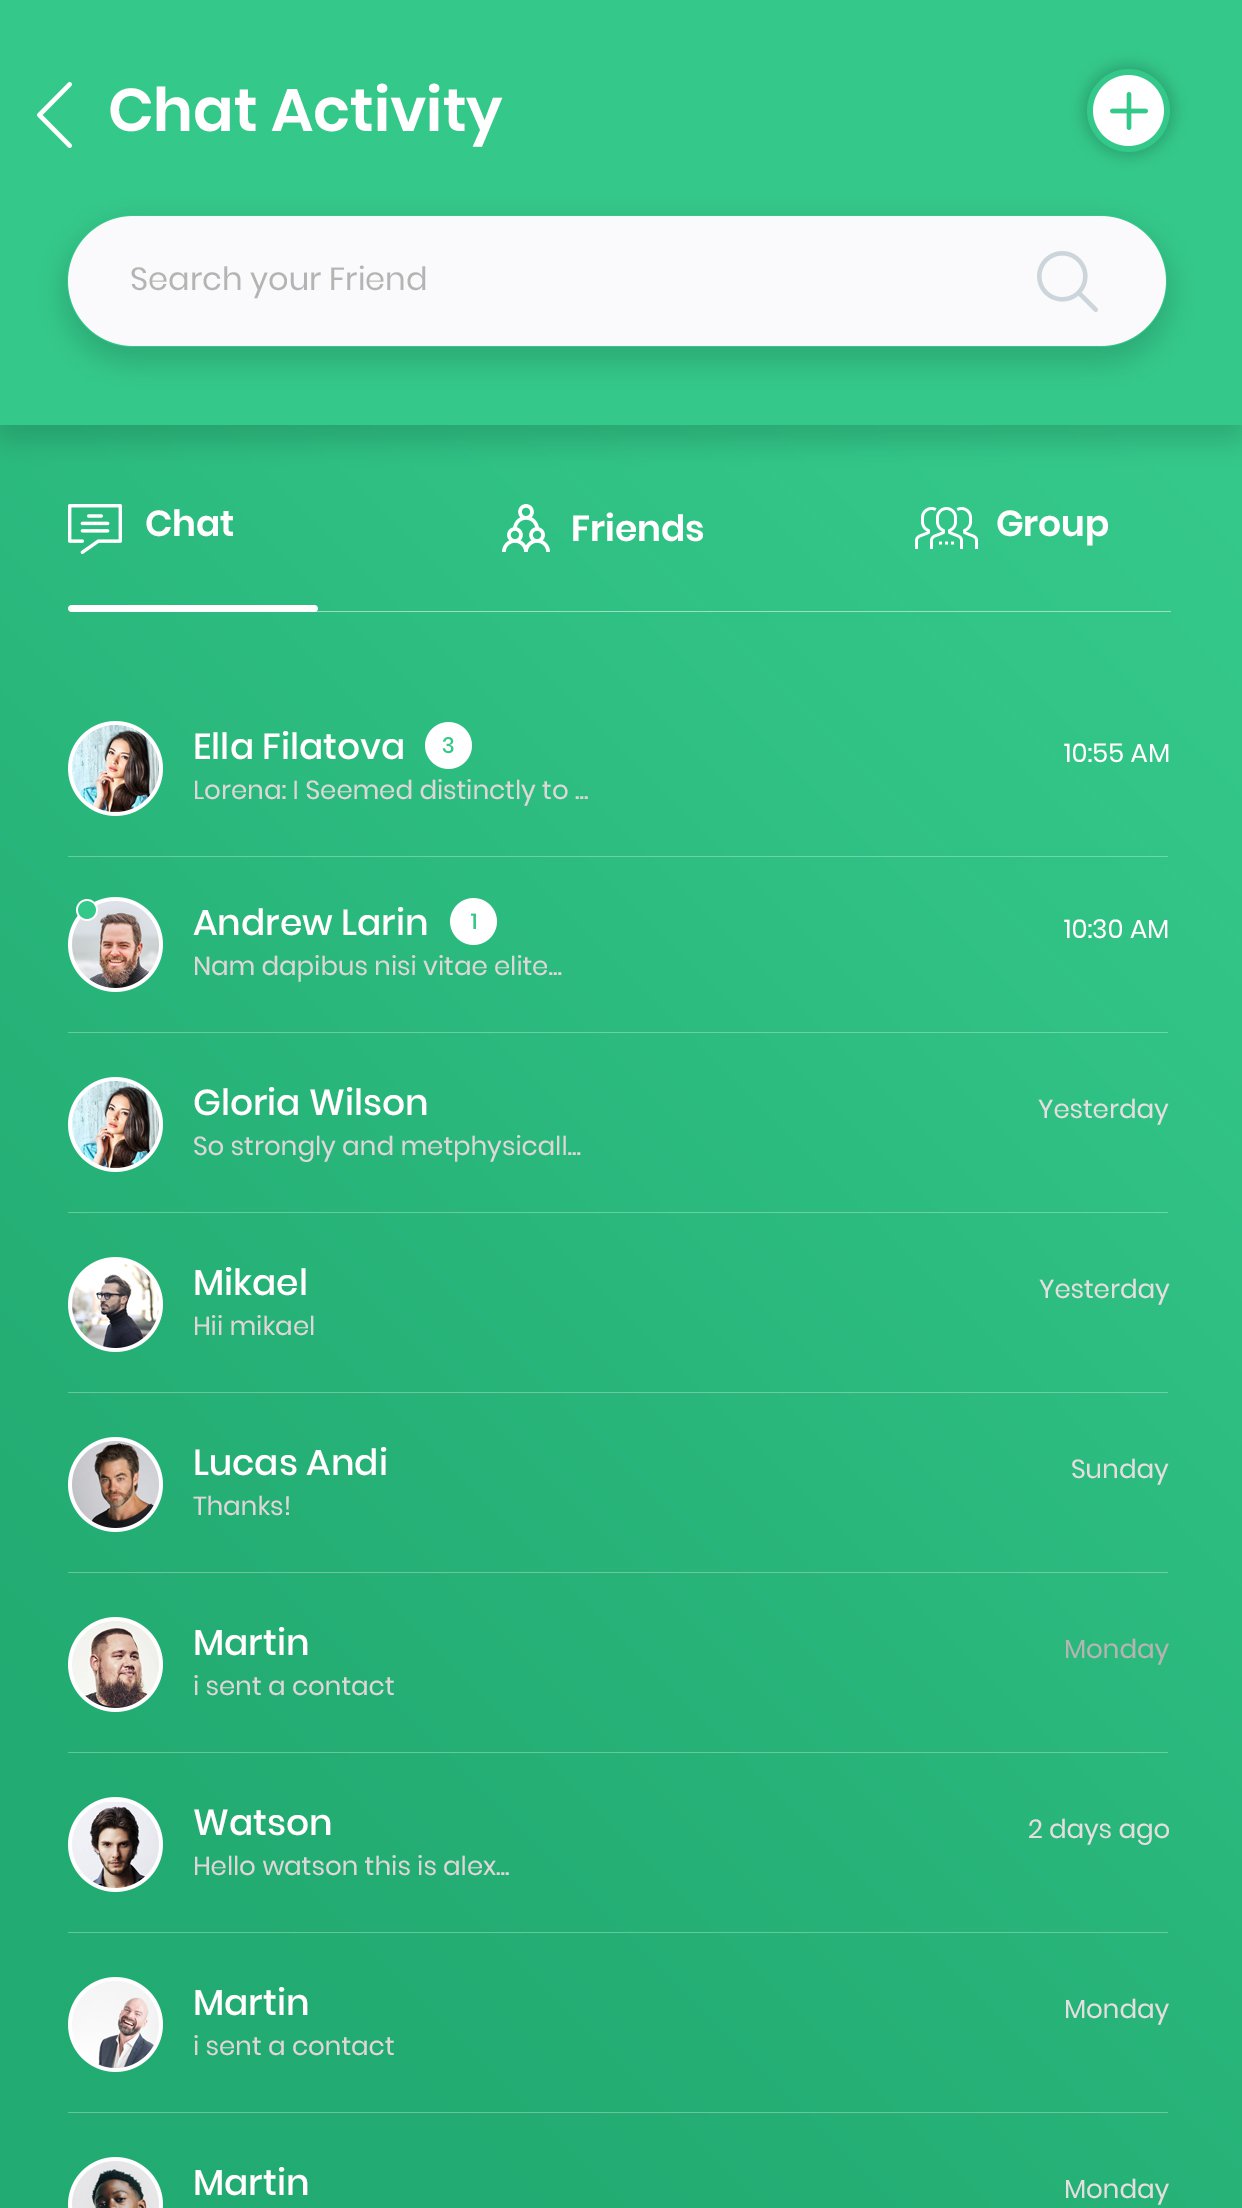 Chat Activity
Search your Friend
Chat
Friends
Group
Ella Filatova 3
10:55 AM
Lorena: I Seemed distinctly to ...
Andrew Larin 1
10:30 AM
Nam dapibus nisi vitae elite...
Gloria Wilson
Yesterday
So strongly and metphysicall...
Mikael
Yesterday
Hii mikael
Lucas Andi
Sunday
Thanks!
Martin
Monday
i sent a contact
Watson
2 days ago
Hello watson this is alex...
Martin
Monday
i sent a contact
Martin
Monday